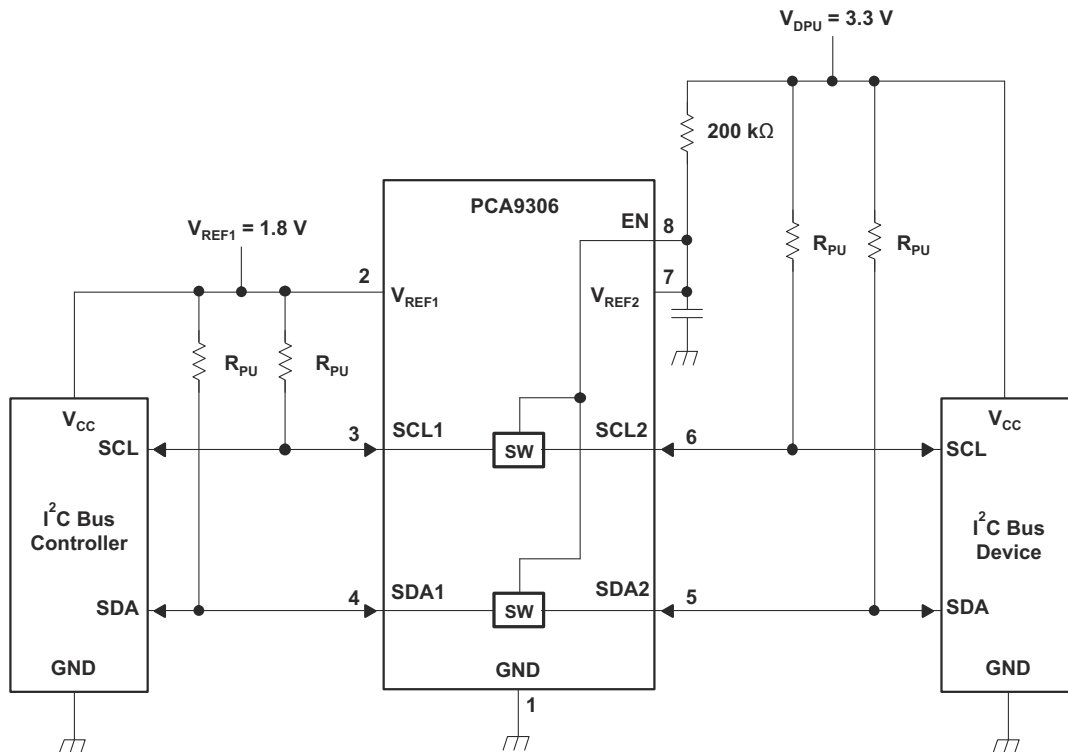 V_DPU = 3.3 V
200 kΩ
PCA9306
EN
8
V_REF1 = 1.8 V
R_PU
R_PU
2
7
V_REF1
V_REF2
R_PU
R_PU
V_CC
V_CC
SCL
3
SCL1
SW
SCL2
6
SCL
I²C Bus
Controller
I²C Bus
Device
SDA
4
SDA1
SW
SDA2
5
SDA
GND
GND
GND
1